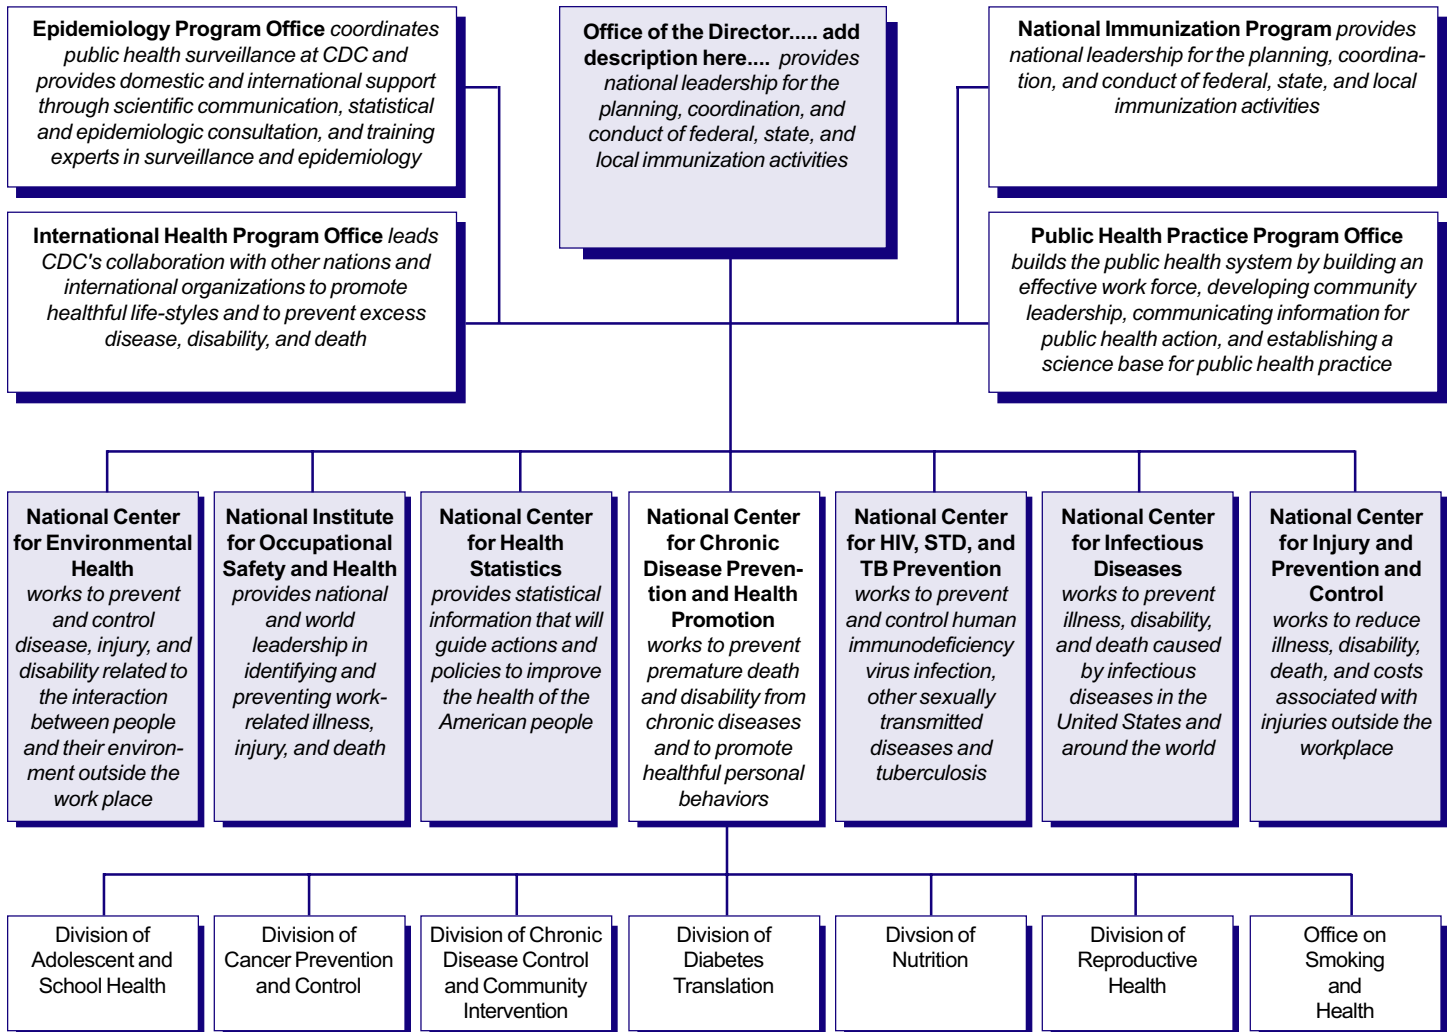 Epidemiology Program Office coordinates
public health surveillance at CDC and
provides domestic and international support
through scientific communication, statistical
and epidemiologic consultation, and training
experts in surveillance and epidemiology
Office of the Director..... add
description here.... provides
national leadership for the
planning, coordination, and
conduct of federal, state, and
local immunization activities
National Immunization Program provides
national leadership for the planning, coordina-
tion, and conduct of federal, state, and local
immunization activities
International Health Program Office leads
CDC's collaboration with other nations and
international organizations to promote
healthful life-styles and to prevent excess
disease, disability, and death
Public Health Practice Program Office
builds the public health system by building an
effective work force, developing community
leadership, communicating information for
public health action, and establishing a
science base for public health practice
National Center
for Environmental
Health
works to prevent
and control
disease, injury, and
disability related to
the interaction
between people
and their environ-
ment outside the
work place
National Institute
for Occupational
Safety and Health
provides national
and world
leadership in
identifying and
preventing work-
related illness,
injury, and death
National Center
for Health
Statistics
provides statistical
information that will
guide actions and
policies to improve
the health of the
American people
National Center
for Chronic
Disease Preven-
tion and Health
Promotion
works to prevent
premature death
and disability from
chronic diseases
and to promote
healthful personal
behaviors
National Center
for HIV, STD, and
TB Prevention
works to prevent
and control human
immunodeficiency
virus infection,
other sexually
transmitted
diseases and
tuberculosis
National Center
for Infectious
Diseases
works to prevent
illness, disability,
and death caused
by infectious
diseases in the
United States and
around the world
National Center
for Injury and
Prevention and
Control
works to reduce
illness, disability,
death, and costs
associated with
injuries outside the
workplace
Division of
Adolescent and
School Health
Division of
Cancer Prevention
and Control
Division of Chronic
Disease Control
and Community
Intervention
Division of
Diabetes
Translation
Divsion of
Nutrition
Division of
Reproductive
Health
Office on
Smoking
and
Health